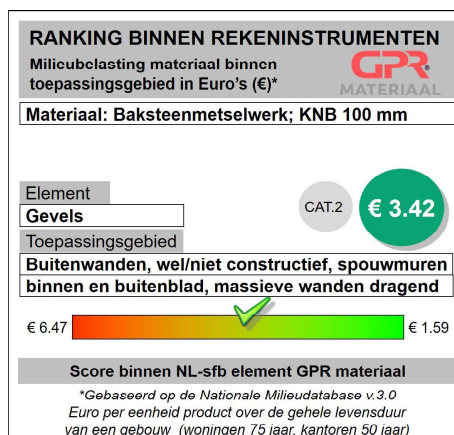 RANKING BINNEN REKENINSTRUMENTEN
Milieubelasting materiaal binnen
toepassingsgebied in Euro's (€)*
GPR®
MATERIAAL
Materiaal: Baksteenmetselwerk; KNB 100 mm
Element
Gevels
CAT.2
€ 3.42
Toepassingsgebied
Buitenwanden, wel/niet constructief, spouwmuren
binnen en buitenblad, massieve wanden dragend
€ 6.47
€ 1.59
Score binnen NL-sfb element GPR materiaal
*Gebaseerd op de Nationale Milieudatabase v.3.0
Euro per eenheid product over de gehele levensduur
van een gebouw (woningen 75 jaar, kantoren 50 jaar)